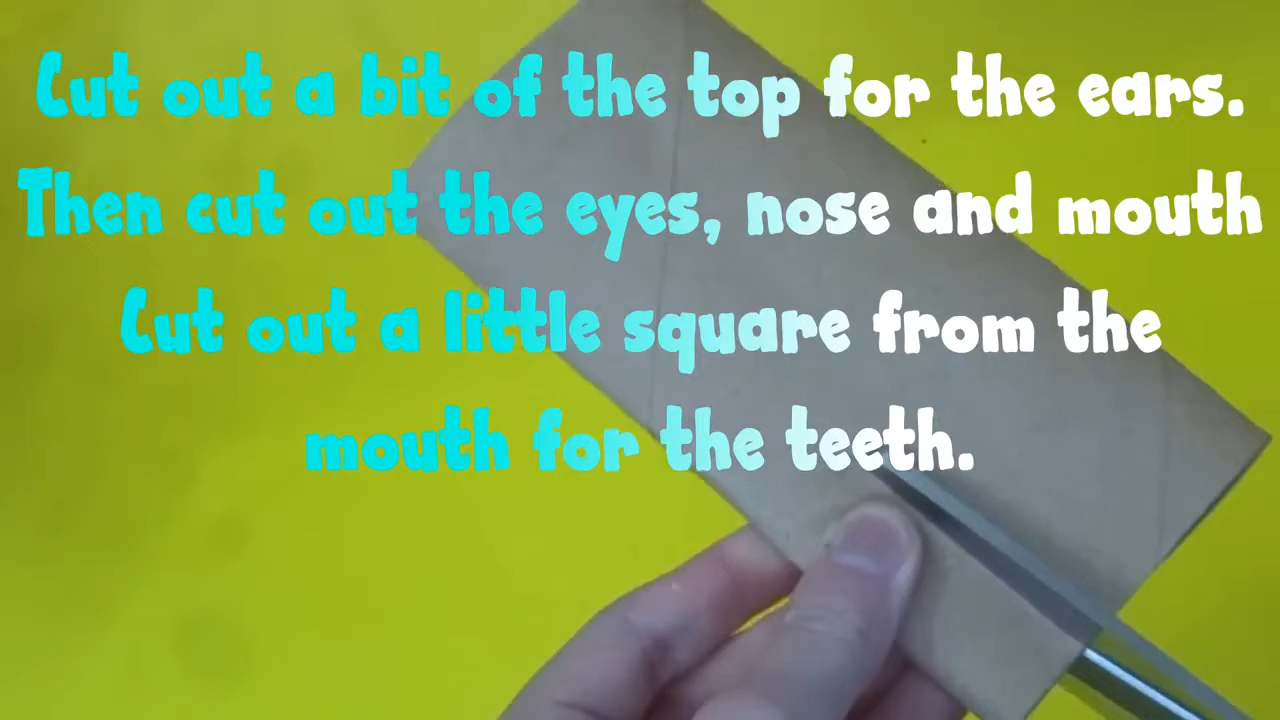 Cut out a bit of the top for the ears.
Then cut out the eyes, nose and mouth
Cut out a little square from the
mouth for the teeth.